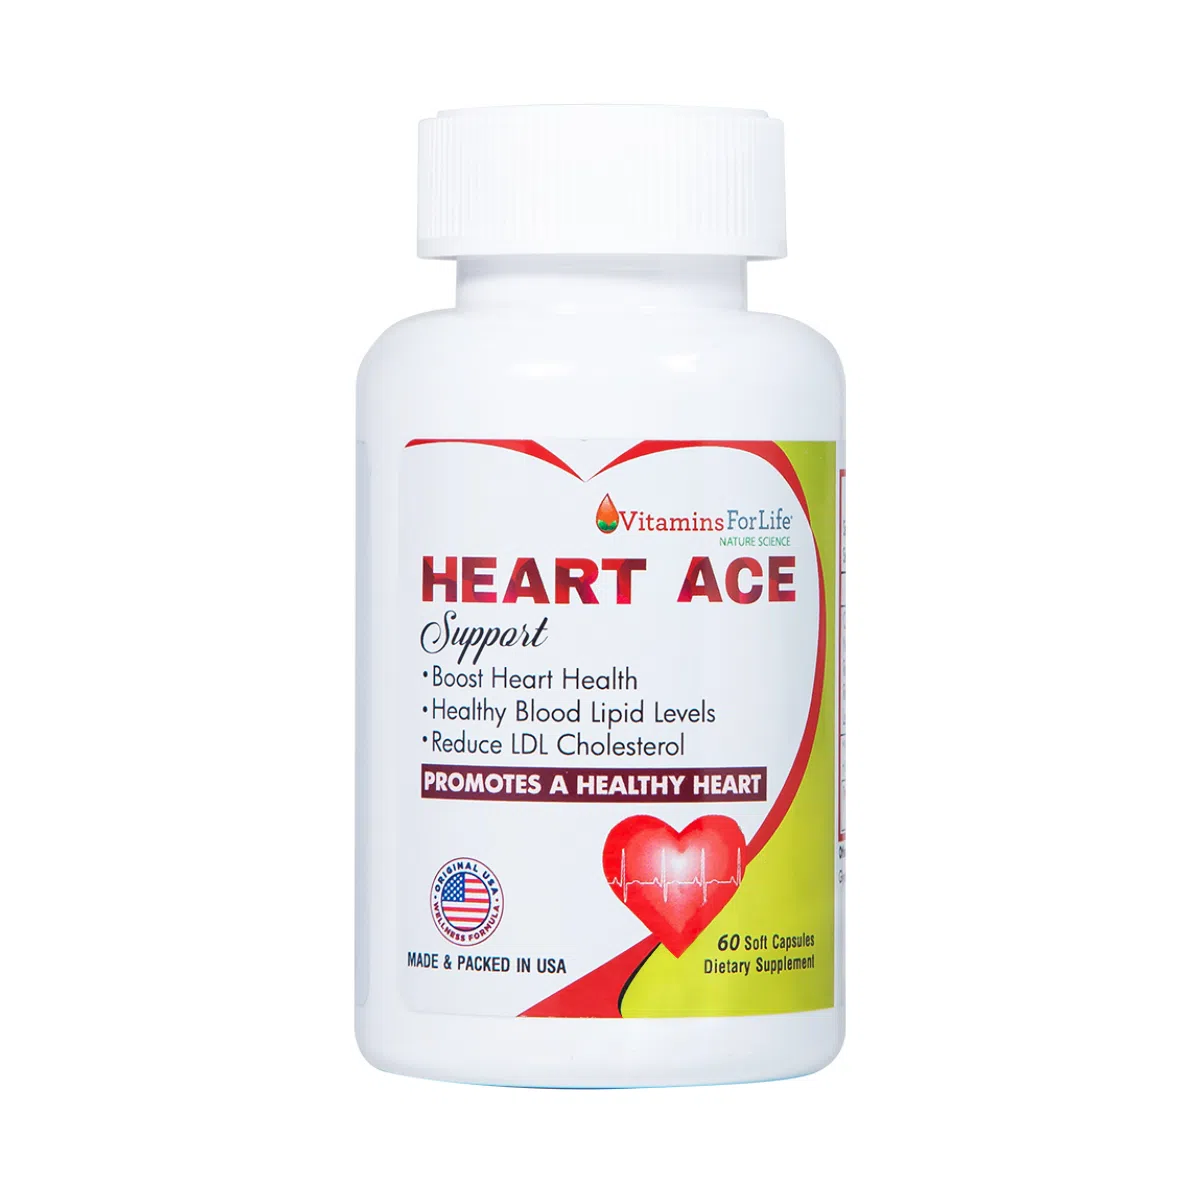 VitaminsForLife
NATURE SCIENCE
HEART ACE
Support
•Boost Heart Health
•Healthy Blood Lipid Levels
•Reduce LDL Cholesterol
PROMOTES A HEALTHY HEART
ORIGINAL USA
WELLNESS FORMULA
MADE & PACKED IN USA
60 Soft Capsules
Dietary Supplement